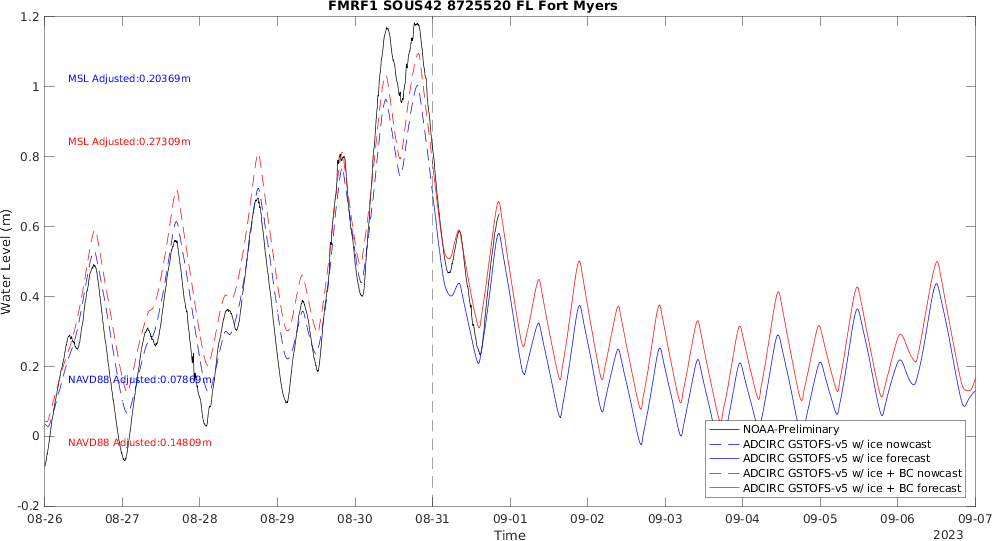 FMRF1 SOUS42 8725520 FL Fort Myers
Water Level (m)
1.2
1
0.8
0.6
0.4
0.2
0
-0.2
MSL Adjusted:0.20369m
MSL Adjusted:0.27309m
NAVD88 Adjusted:0.07869m
NAVD88 Adjusted:0.14809m
NOAA-Preliminary
ADCIRC GSTOFS-v5 w/ ice nowcast
ADCIRC GSTOFS-v5 w/ ice forecast
ADCIRC GSTOFS-v5 w/ ice + BC nowcast
ADCIRC GSTOFS-v5 w/ ice + BC forecast
08-26 08-27 08-28 08-29 08-30 08-31 09-01 09-02 09-03 09-04 09-05 09-06 09-07
Time
2023